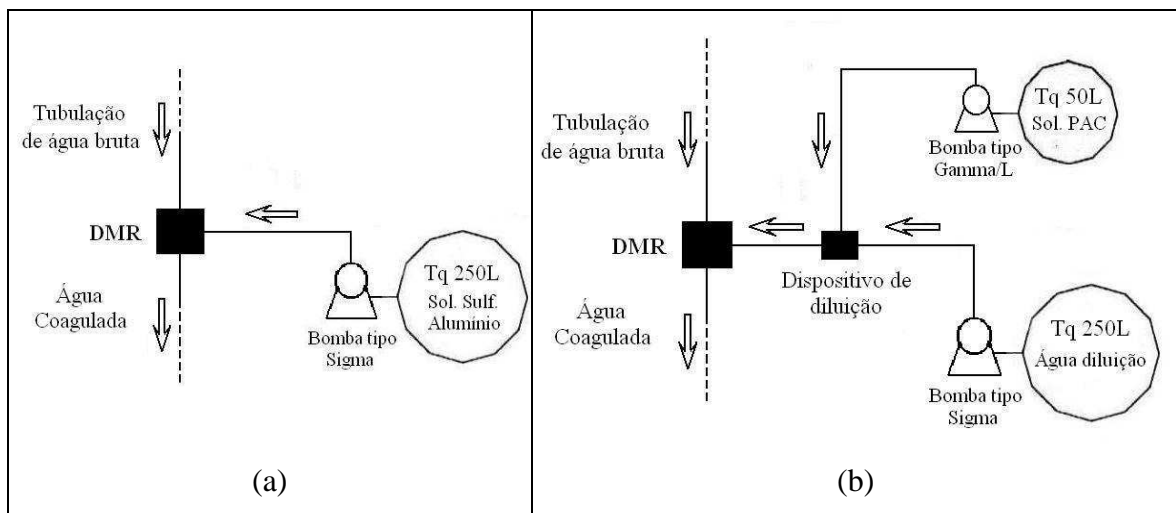 Tubulação
de água bruta
DMR
Água
Coagulada
Tq 250L
Sol. Sulf.
Alumínio
Bomba tipo
Sigma
(a)
Tubulação
de água bruta
DMR
Água
Coagulada
Tq 50L
Sol. PAC
Bomba tipo
Gamma/L
Dispositivo de
diluição
Tq 250L
Água diluição
Bomba tipo
Sigma
(b)